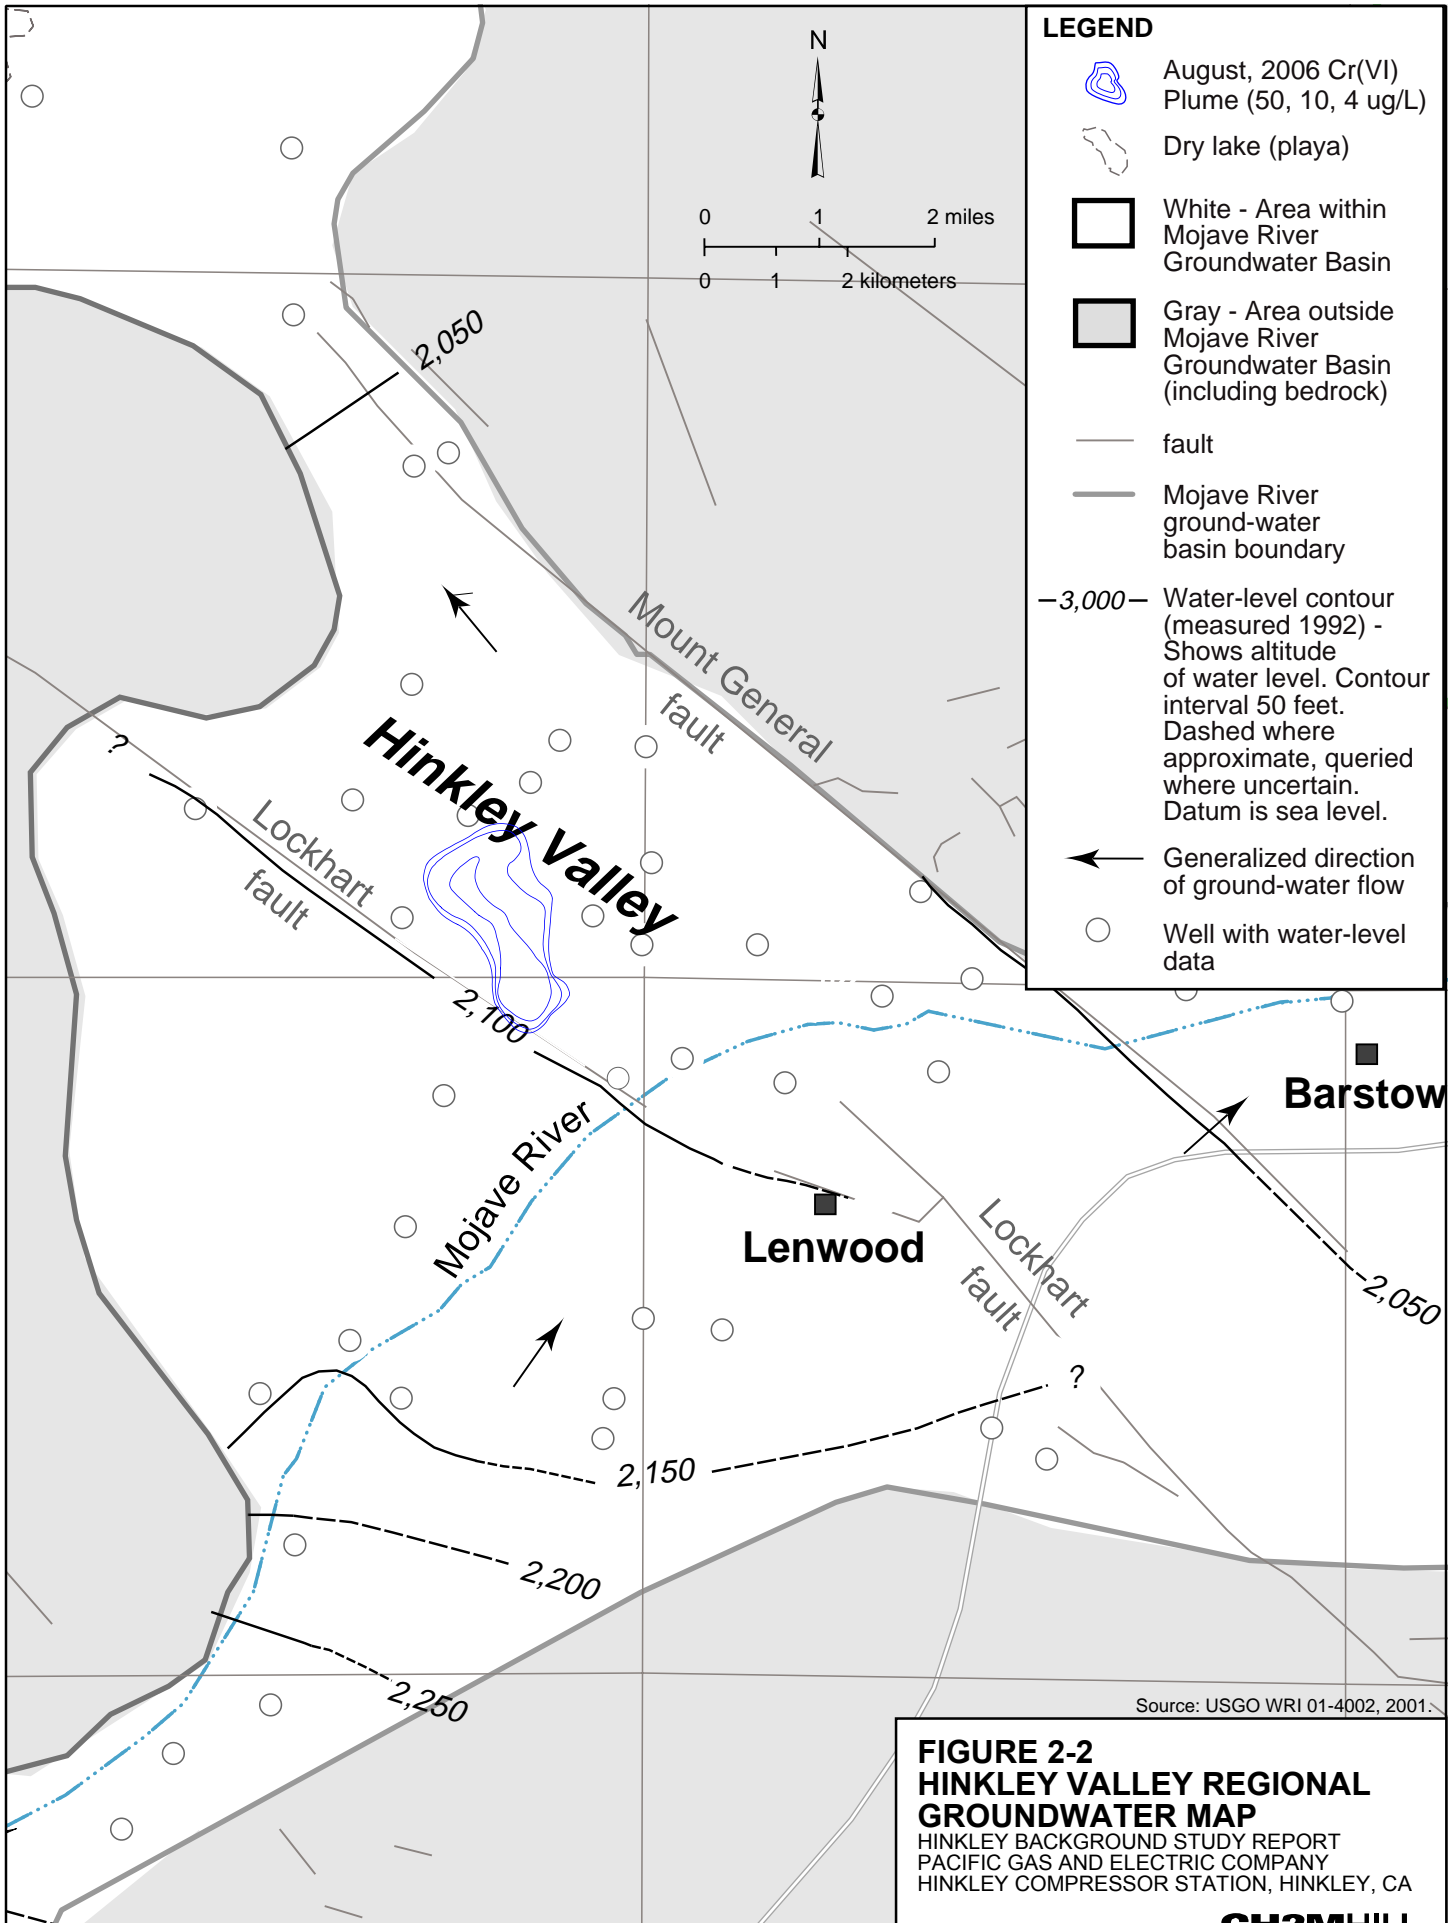 LEGEND
August, 2006 Cr(VI)
Plume (50, 10, 4 ug/L)
Dry lake (playa)
White - Area within
Mojave River
Groundwater Basin
Gray - Area outside
Mojave River
Groundwater Basin
(including bedrock)
fault
Mojave River
ground-water
basin boundary
3,000
Water-level contour
(measured 1992) -
Shows altitude
of water level. Contour
interval 50 feet.
Dashed where
approximate, queried
where uncertain.
Datum is sea level.
Generalized direction
of ground-water flow
Well with water-level
data
N
0 1 2 miles
0 1 2 kilometers
2,050
Mount General
fault
?
Hinkley Valley
Lockhart
fault
2,100
Barstow
Mojave River
Lenwood
Lockhart
fault
2,050
?
2,150
2,200
2,250
Source: USGO WRI 01-4002, 2001.
FIGURE 2-2
HINKLEY VALLEY REGIONAL
GROUNDWATER MAP
HINKLEY BACKGROUND STUDY REPORT
PACIFIC GAS AND ELECTRIC COMPANY
HINKLEY COMPRESSOR STATION, HINKLEY, CA
CH2MHILL